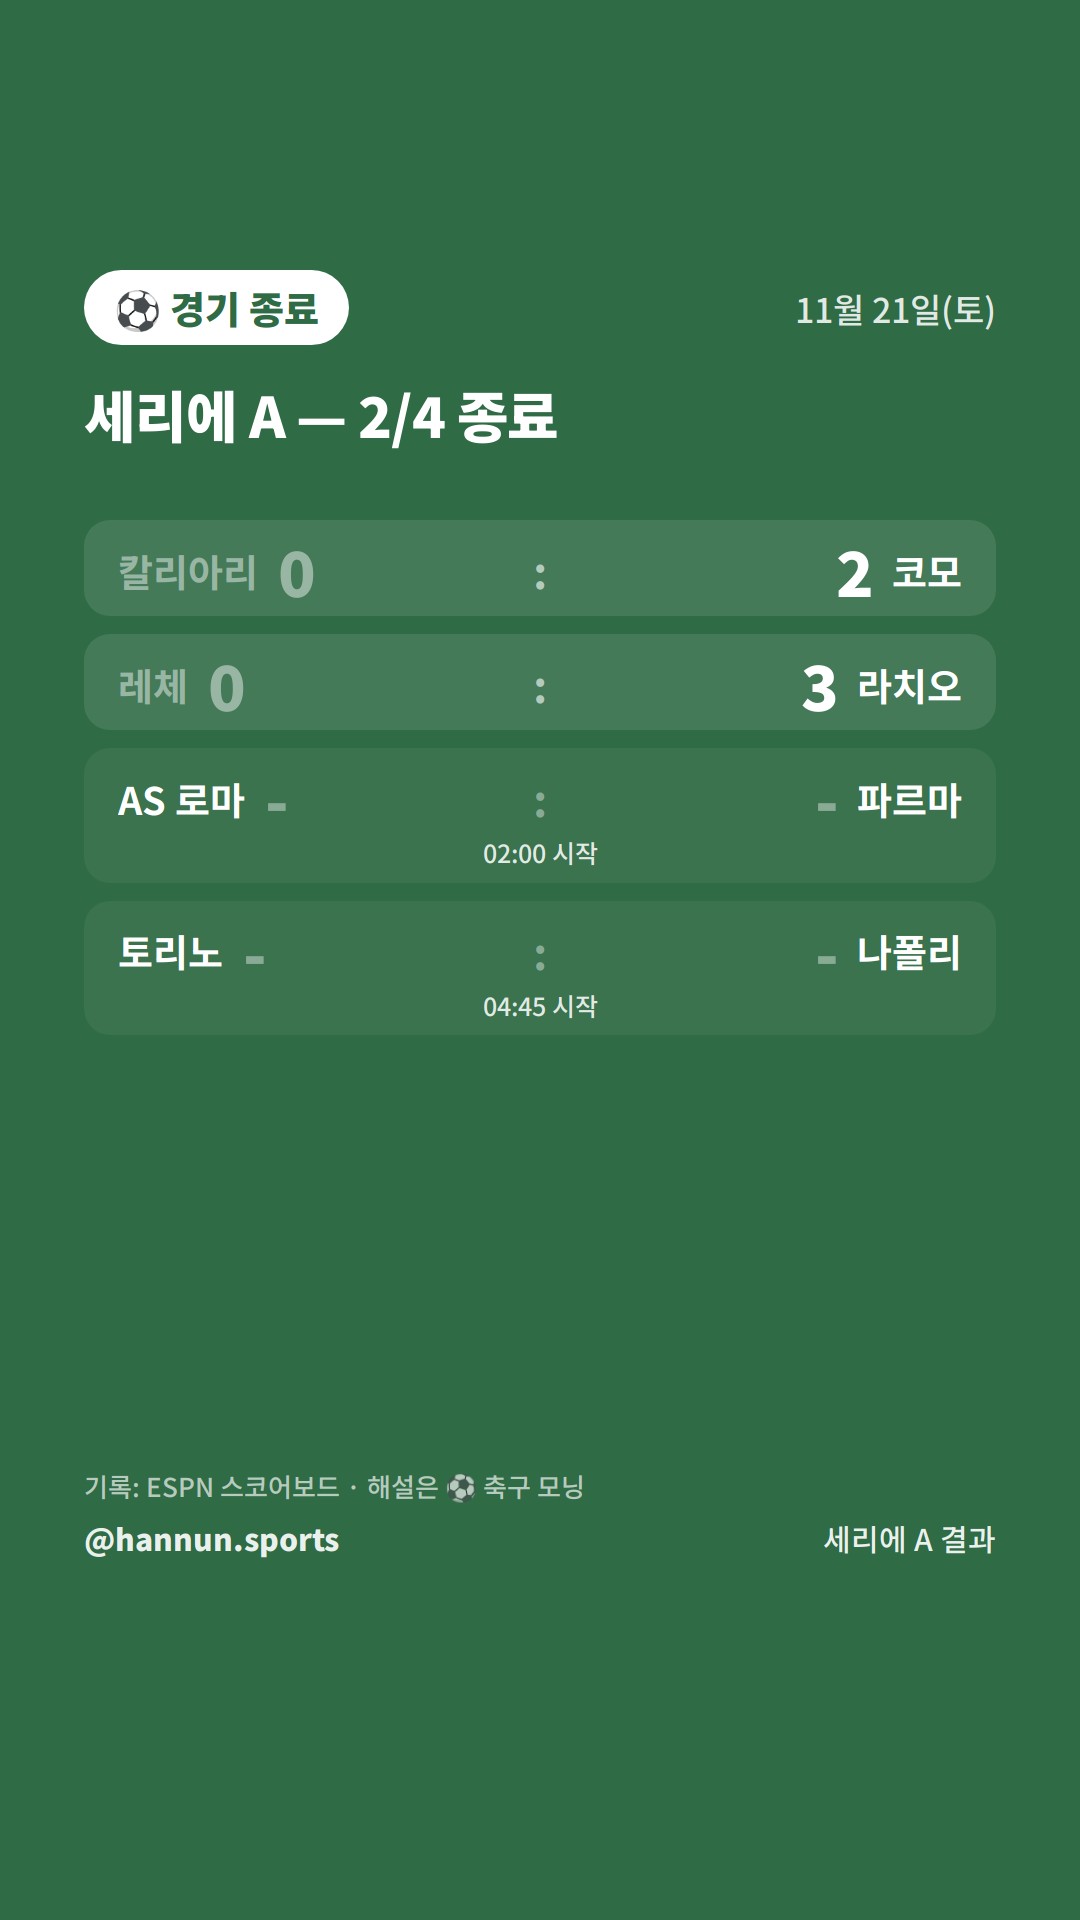 ⚽ 경기 종료
11월 21일(토)
세리에 A — 2/4 종료
칼리아리 0 : 2 코모
레체 0 : 3 라치오
AS 로마 - : - 파르마
02:00 시작
토리노 - : - 나폴리
04:45 시작
기록: ESPN 스코어보드 · 해설은 ⚽ 축구 모닝
@hannun.sports
세리에 A 결과